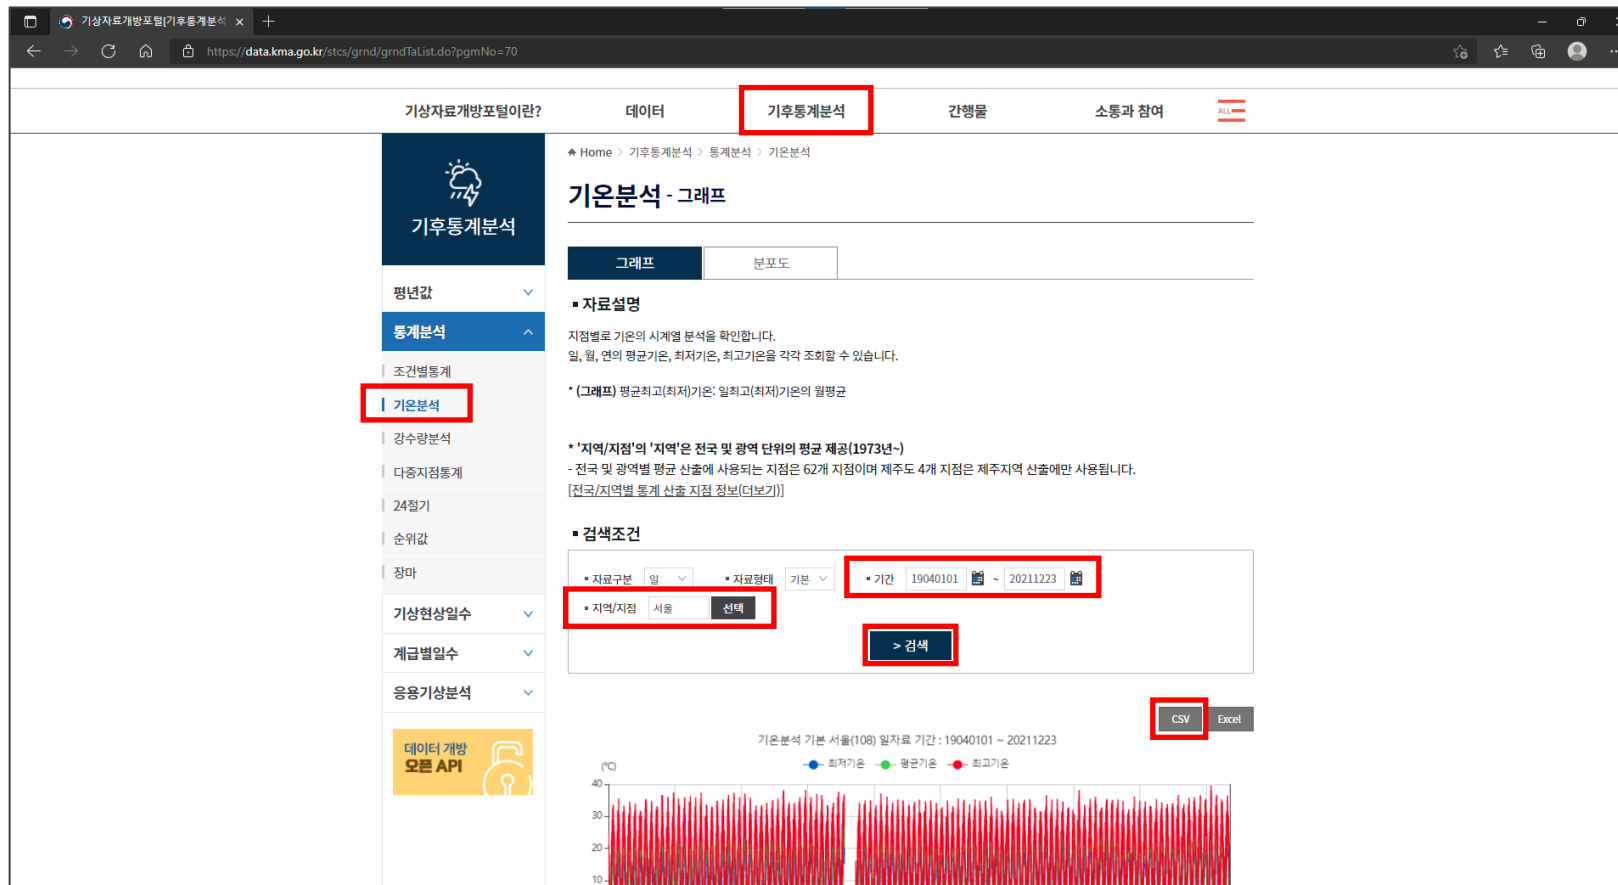 기상자료개방포털[기후통계분석
https://data.kma.go.kr/stcs/grnd/grndTaList.do?pgmNo=70
기상자료개방포털이란? 데이터 기후통계분석 간행물 소통과 참여 ALL
Home > 기후통계분석 > 통계분석 > 기온분석
기온분석 - 그래프
기후통계분석
그래프 분포도
평년값
통계분석
조건별통계
기온분석
강수량분석
다중지점통계
24절기
순위값
장마
기상현상일수
계급별일수
응용기상분석
데이터 개방
오픈 API
자료설명
지점별로 기온의 시계열 분석을 확인합니다.
일, 월, 연의 평균기온, 최저기온, 최고기온을 각각 조회할 수 있습니다.
* (그래프) 평균최고(최저)기온: 일최고(최저)기온의 월평균
* '지역/지점'의 '지역'은 전국 및 광역 단위의 평균 제공(1973년~)
- 전국 및 광역별 평균 산출에 사용되는 지점은 62개 지점이며 제주도 4개 지점은 제주지역 산출에만 사용됩니다.
[전국/지역별 통계 산출 지점 정보(더보기)]
검색조건
자료구분 일 자료형태 기본 기간 19040101 ~ 20211223
지역/지점 서울 선택
> 검색
CSV Excel
기온분석 기본 서울(108) 일자료 기간 : 19040101 ~ 20211223
최저기온 평균기온 최고기온
(℃)
40
30
20
10